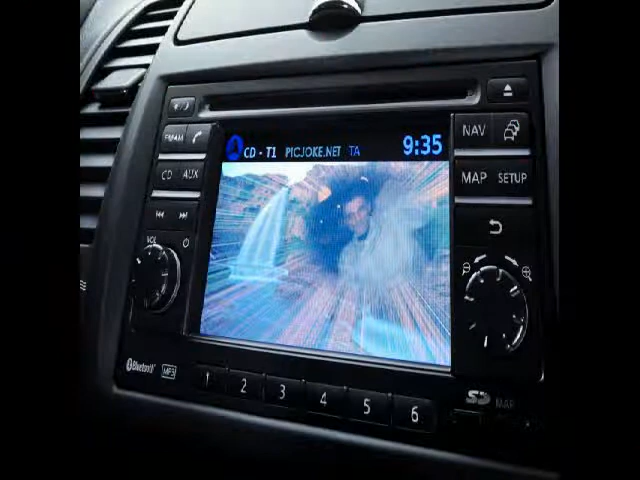 FM·AM
CD - T1 PICJOKE.NET TA 9:35
NAV
CD AUX
MAP SETUP
VOL
Bluetooth MP3
1 2 3 4 5 6
SD MAP